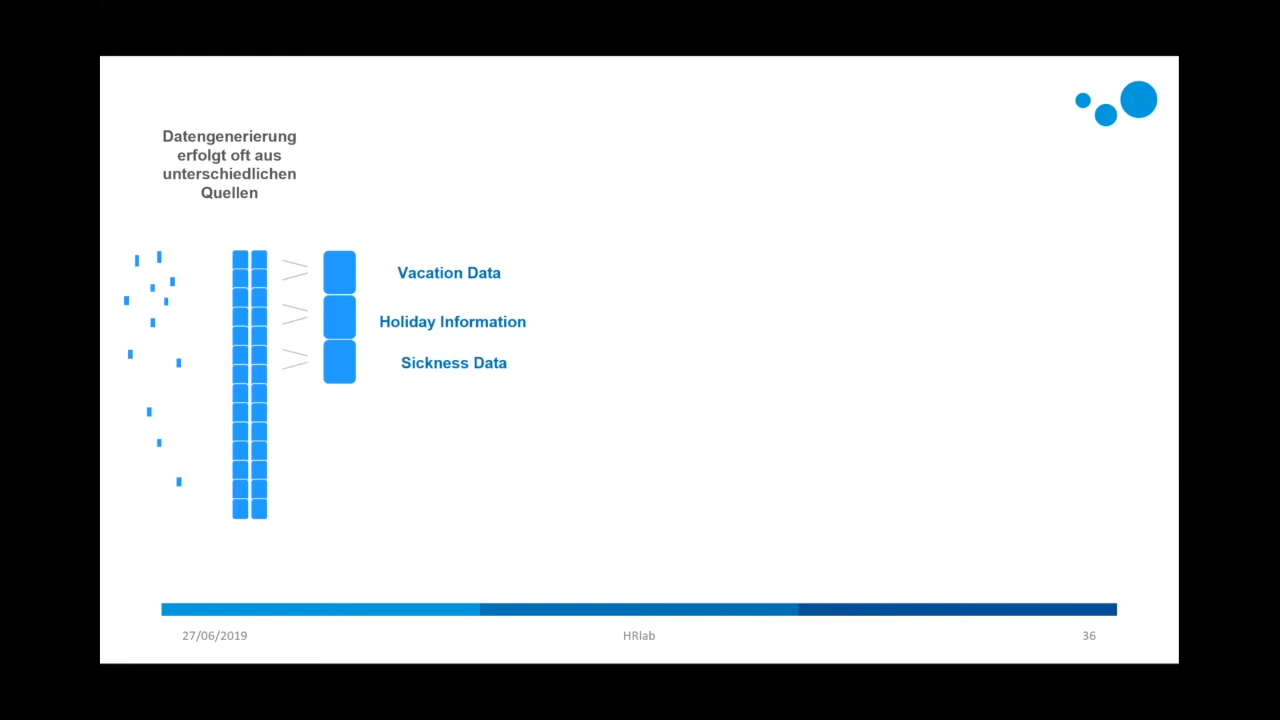 Datengenerierung
erfolgt oft aus
unterschiedlichen
Quellen
Vacation Data
Holiday Information
Sickness Data
27/06/2019
HRlab
36